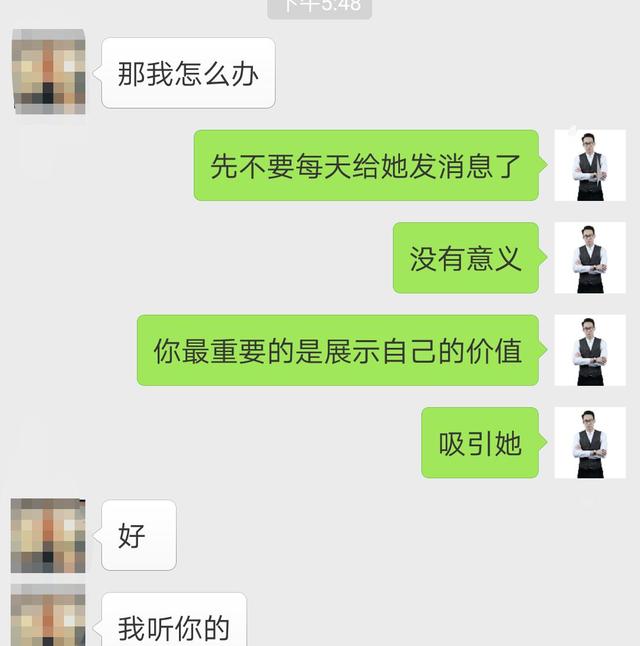 下午5:48
那我怎么办
先不要每天给她发消息了
没有意义
你最重要的是展示自己的价值
吸引她
好
我听你的